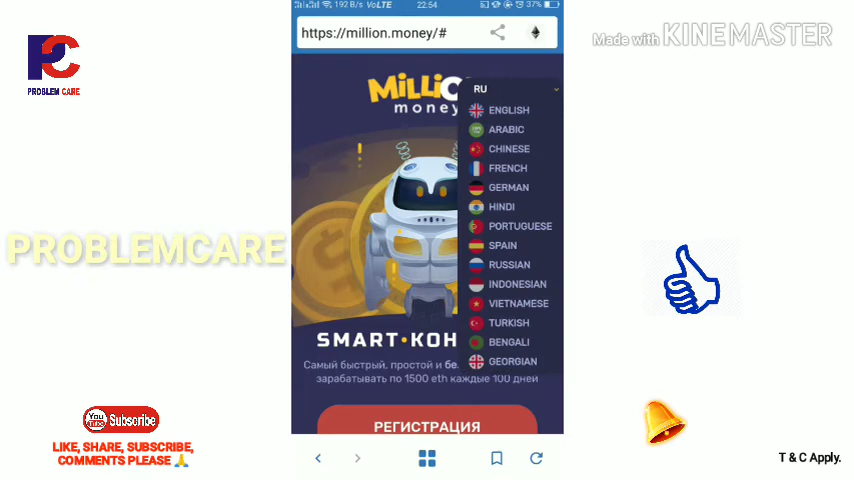 192 B/s VoLTE 22:54 37%
https://million.money/#
Made with KINEMASTER
PC
PROBLEM CARE
money
RU
ENGLISH
ARABIC
CHINESE
FRENCH
GERMAN
HINDI
PORTUGUESE
SPAIN
RUSSIAN
INDONESIAN
VIETNAMESE
TURKISH
BENGALI
GEORGIAN
PROBLEMCARE
SMART•КОН
Самый быстрый, простой и
зарабатывать по 1500 eth каждые 100 дней
РЕГИСТРАЦИЯ
You Tube Subscribe
LIKE, SHARE, SUBSCRIBE,
COMMENTS PLEASE 🙏
T & C Apply.